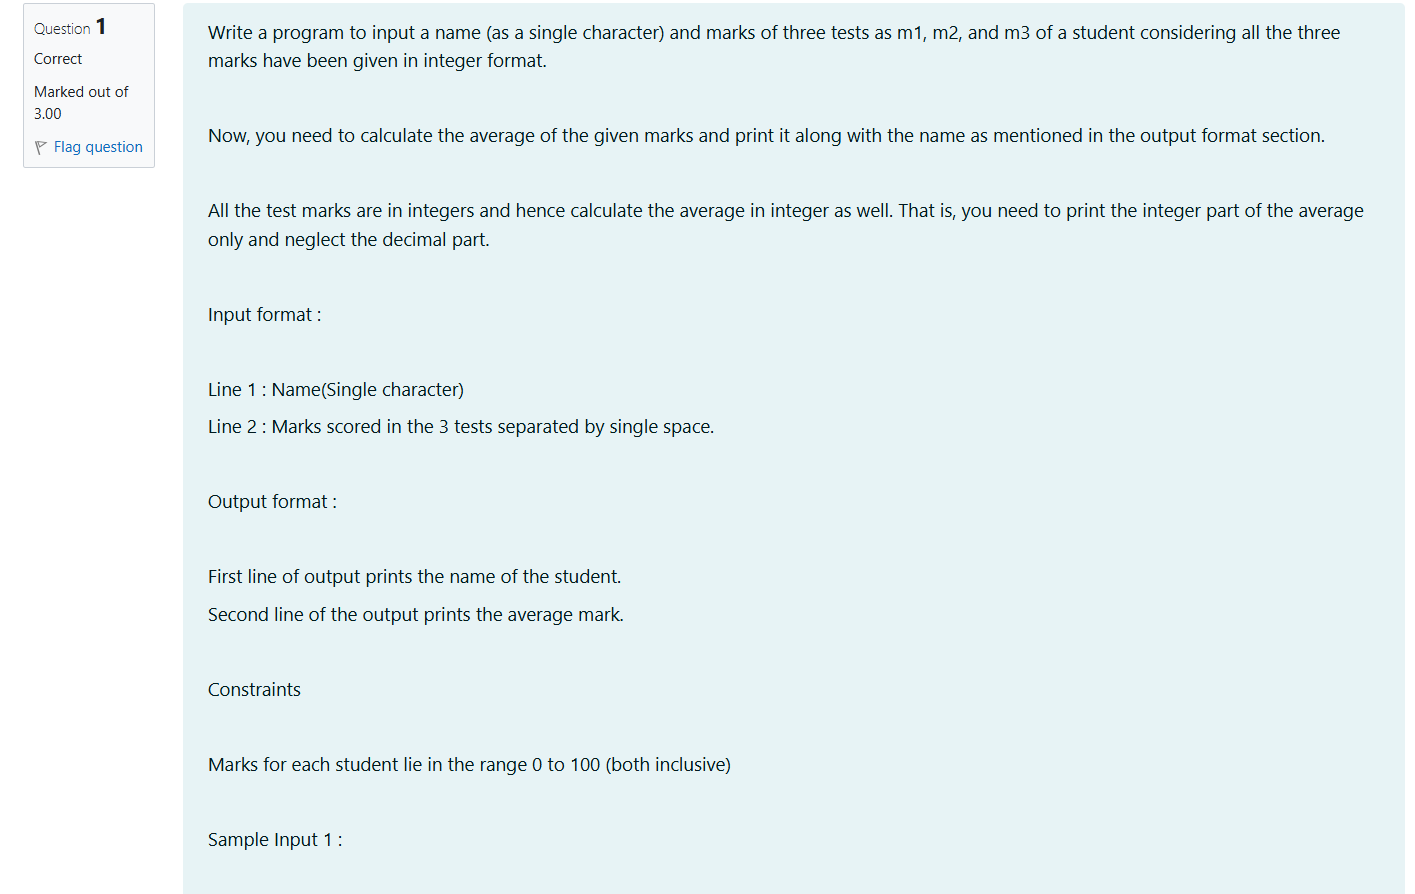 Question 1
Correct
Marked out of
3.00
Flag question
Write a program to input a name (as a single character) and marks of three tests as m1, m2, and m3 of a student considering all the three
marks have been given in integer format.
Now, you need to calculate the average of the given marks and print it along with the name as mentioned in the output format section.
All the test marks are in integers and hence calculate the average in integer as well. That is, you need to print the integer part of the average
only and neglect the decimal part.
Input format :
Line 1 : Name(Single character)
Line 2 : Marks scored in the 3 tests separated by single space.
Output format :
First line of output prints the name of the student.
Second line of the output prints the average mark.
Constraints
Marks for each student lie in the range 0 to 100 (both inclusive)
Sample Input 1 :